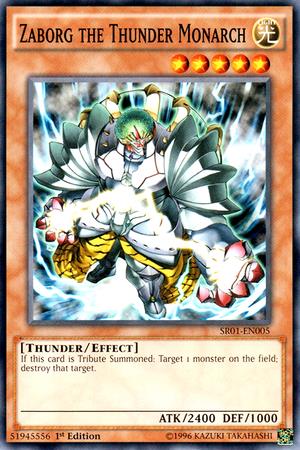 ZABORG THE THUNDER MONARCH
LIGHT
光
SR01-EN005
[THUNDER/EFFECT]
If this card is Tribute Summoned: Target 1 monster on the field;
destroy that target.
ATK/2400 DEF/1000
51945556 1st Edition ©1996 KAZUKI TAKAHASHI